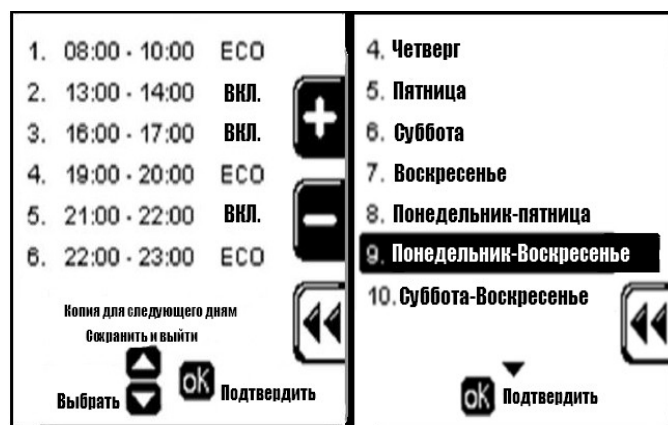 1. 08:00 - 10:00 ECO
2. 13:00 - 14:00 ВКЛ.
3. 16:00 - 17:00 ВКЛ.
4. 19:00 - 20:00 ECO
5. 21:00 - 22:00 ВКЛ.
6. 22:00 - 23:00 ECO
Копия для следующего дням
Сохранить и выйти
Выбрать ok Подтвердить
4. Четверг
5. Пятница
6. Суббота
7. Воскресенье
8. Понедельник-пятница
9. Понедельник-Воскресенье
10. Суббота-Воскресенье
ok Подтвердить